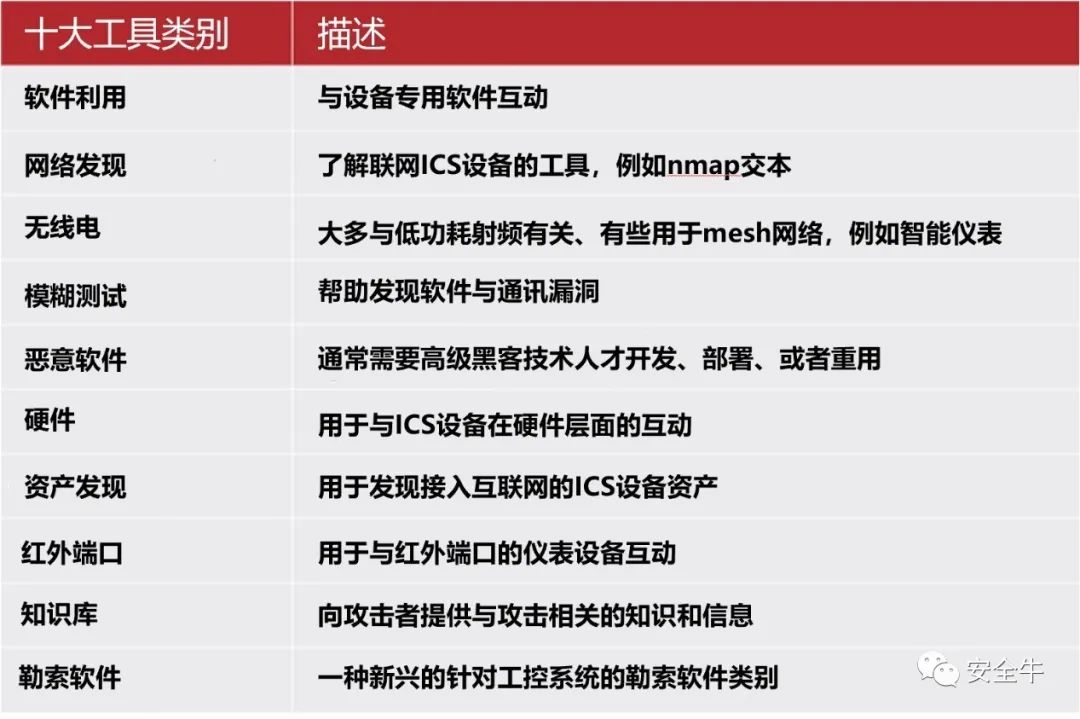 十大工具类别 描述
软件利用 与设备专用软件互动
网络发现 了解联网ICS设备的工具，例如nmap交本
无线电 大多与低功耗射频有关、有些用于mesh网络，例如智能仪表
模糊测试 帮助发现软件与通讯漏洞
恶意软件 通常需要高级黑客技术人才开发、部署、或者重用
硬件 用于与ICS设备在硬件层面的互动
资产发现 用于发现接入互联网的ICS设备资产
红外端口 用于与红外端口的仪表设备互动
知识库 向攻击者提供与攻击相关的知识和信息
勒索软件 一种新兴的针对工控系统的勒索软件类别
安全牛